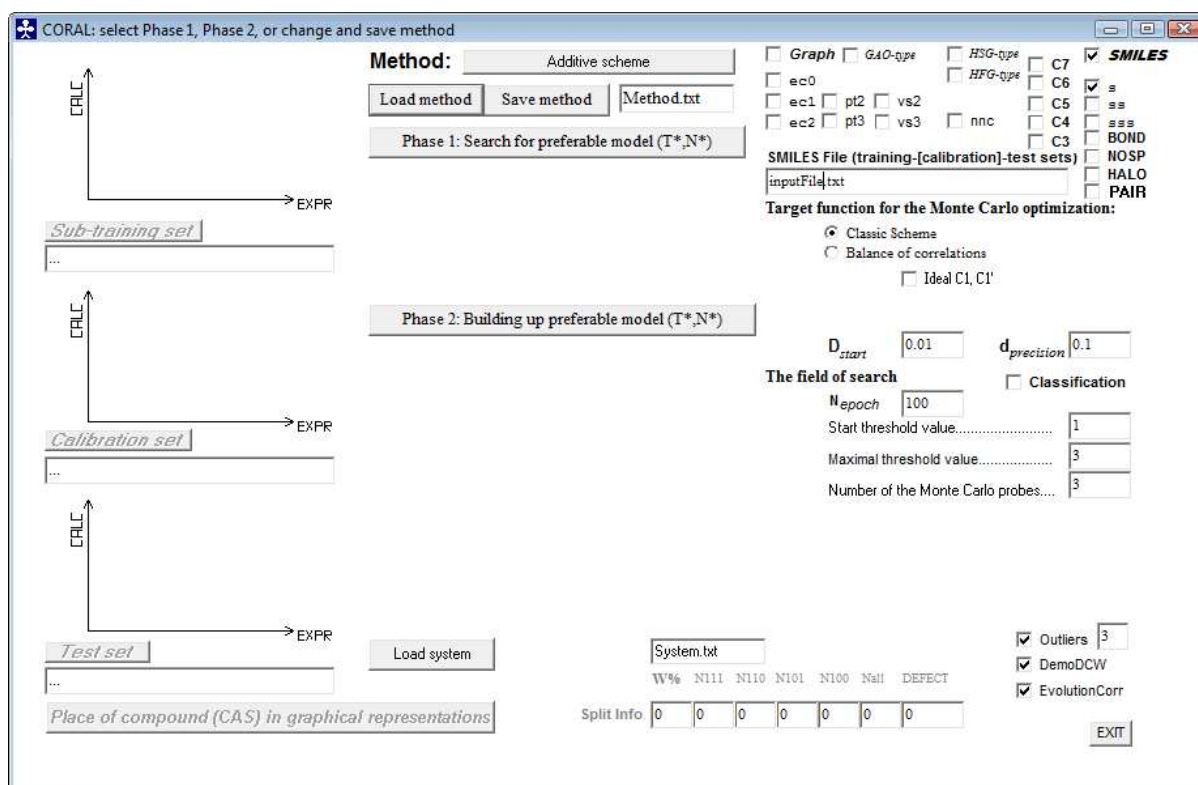 CORAL: select Phase 1, Phase 2, or change and save method
Method: Additive scheme
Load method Save method Method.txt
Phase 1: Search for preferable model (T*,N*)
Graph GAO-type HSG-type C7 SMILES
ec0 HFG-type C6 s
ec1 pt2 vs2 C5 ss
ec2 pt3 vs3 nnc C4 sss
C3 BOND
SMILES File (training-[calibration]-test sets) NOSP
inputFile.txt HALO
PAIR
CALC
EXPR
Sub-training set
...
Target function for the Monte Carlo optimization:
Classic Scheme
Balance of correlations
Ideal C1, C1'
CALC
EXPR
Calibration set
...
Phase 2: Building up preferable model (T*,N*)
Dstart 0.01 dprecision 0.1
The field of search Classification
Nepoch 100
Start threshold value......................... 1
Maximal threshold value................... 3
Number of the Monte Carlo probes.... 3
CALC
EXPR
Test set
...
Place of compound (CAS) in graphical representations
Load system System.txt
W% N111 N110 N101 N100 Nall DEFECT
Split Info 0 0 0 0 0 0 0
Outliers 3
DemoDCW
EvolutionCorr
EXIT